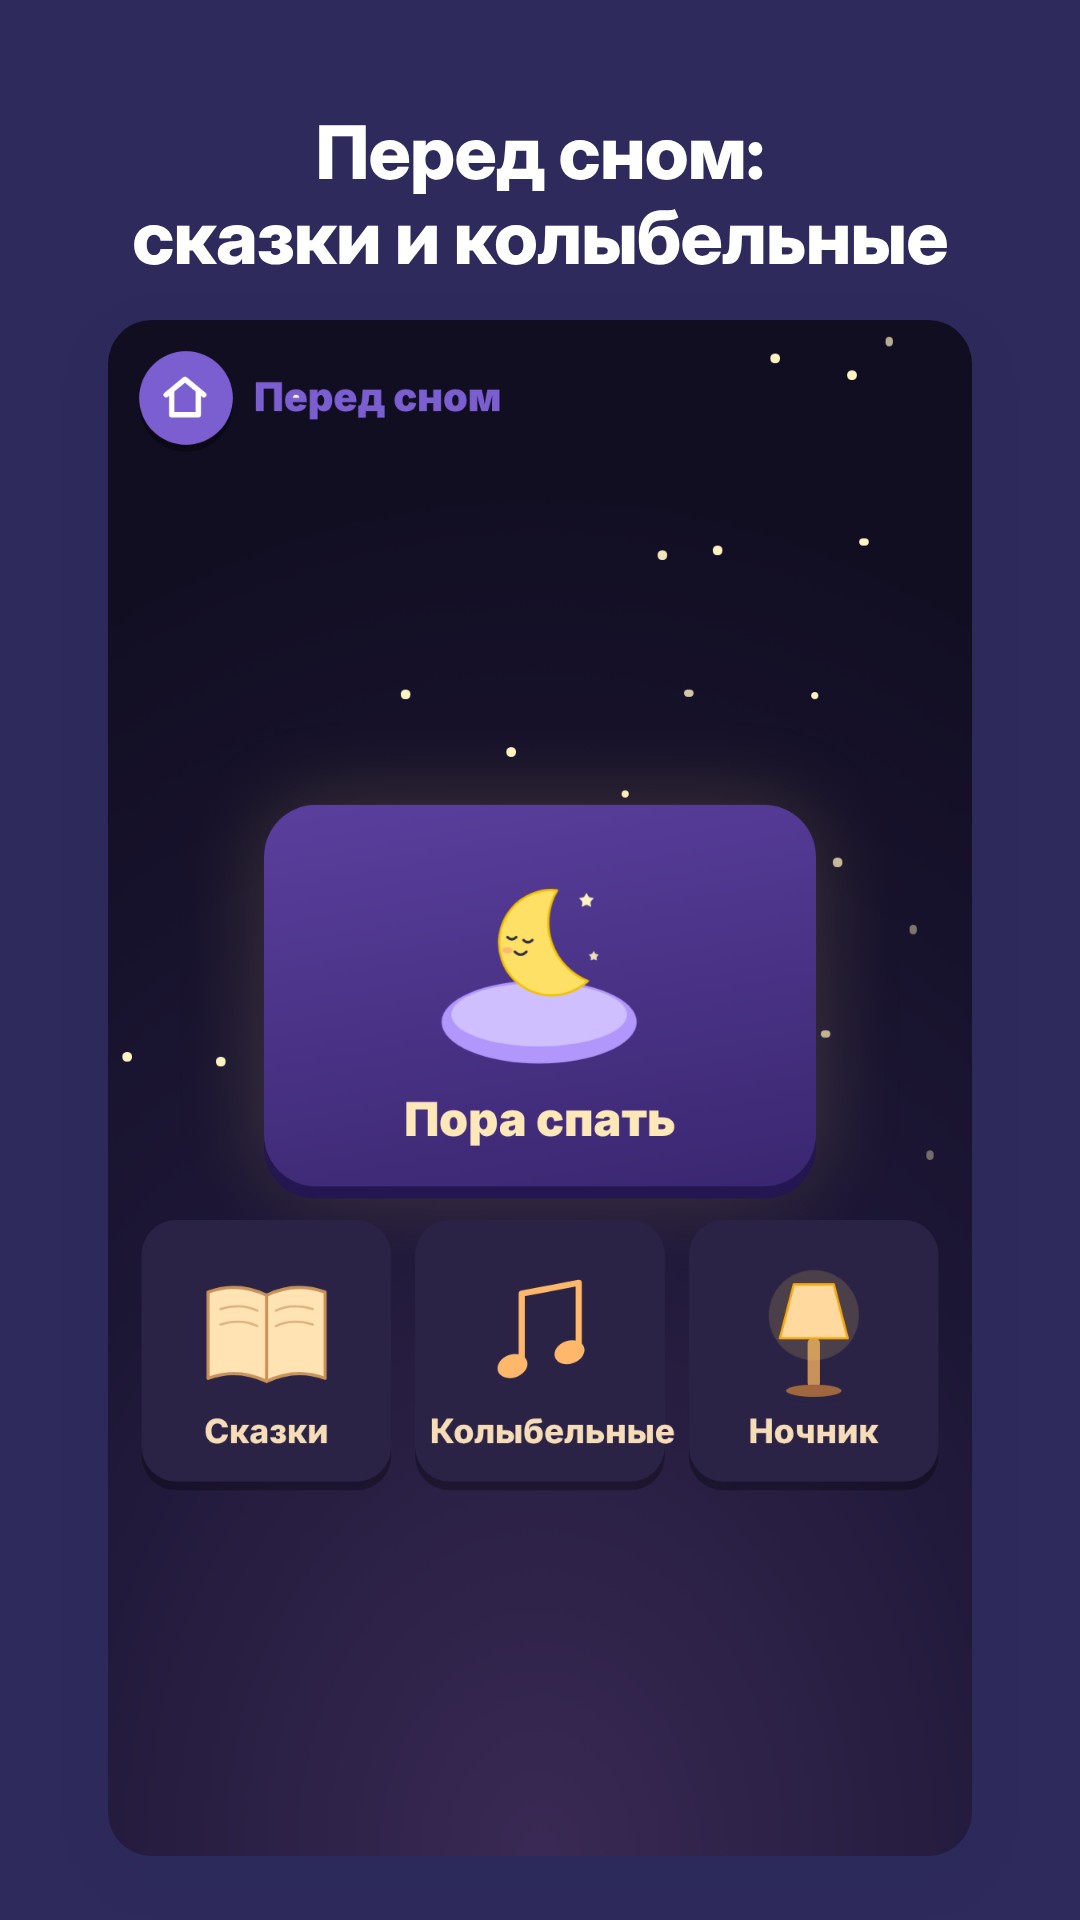 Перед сном:
сказки и колыбельные
Перед сном
Пора спать
Сказки
Колыбельные
Ночник